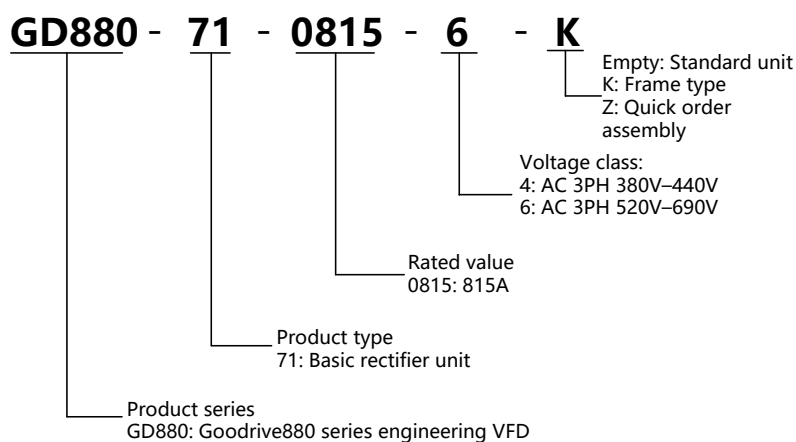 GD880 - 71 - 0815 - 6 - K
Empty: Standard unit
K: Frame type
Z: Quick order
assembly
Voltage class:
4: AC 3PH 380V–440V
6: AC 3PH 520V–690V
Rated value
0815: 815A
Product type
71: Basic rectifier unit
Product series
GD880: Goodrive880 series engineering VFD